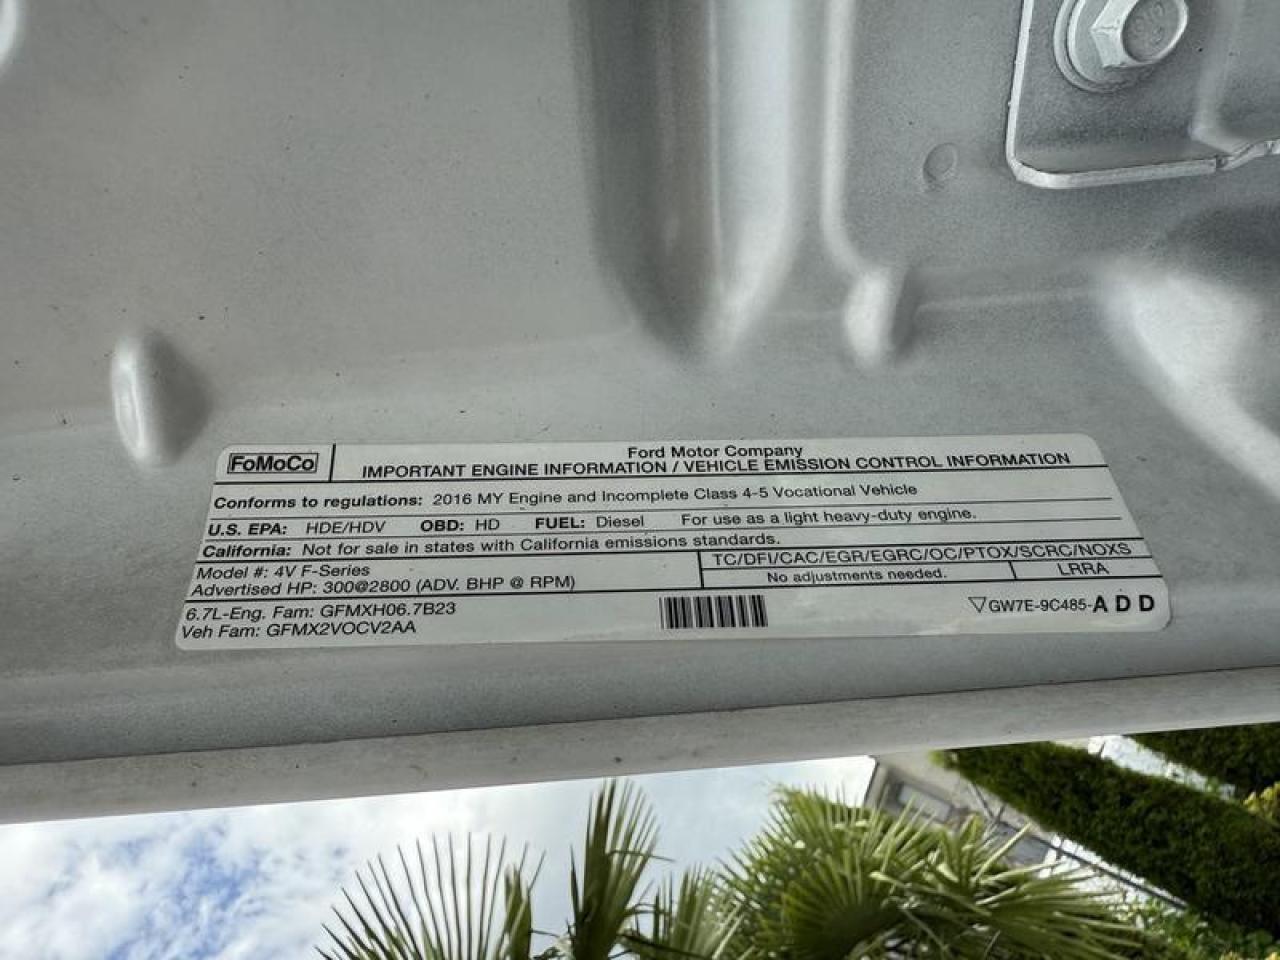 FoMoCo
Ford Motor Company
IMPORTANT ENGINE INFORMATION / VEHICLE EMISSION CONTROL INFORMATION
Conforms to regulations: 2016 MY Engine and Incomplete Class 4-5 Vocational Vehicle
U.S. EPA: HDE/HDV OBD: HD FUEL: Diesel For use as a light heavy-duty engine.
California: Not for sale in states with California emissions standards.
Model #: 4V F-Series
Advertised HP: 300@2800 (ADV. BHP @ RPM)
TC/DFI/CAC/EGR/EGRC/OC/PTOX/SCRC/NOXS
No adjustments needed. LRRA
6.7L-Eng. Fam: GFMXH06.7B23
Veh Fam: GFMX2VOCV2AA
▽GW7E-9C485-A D D